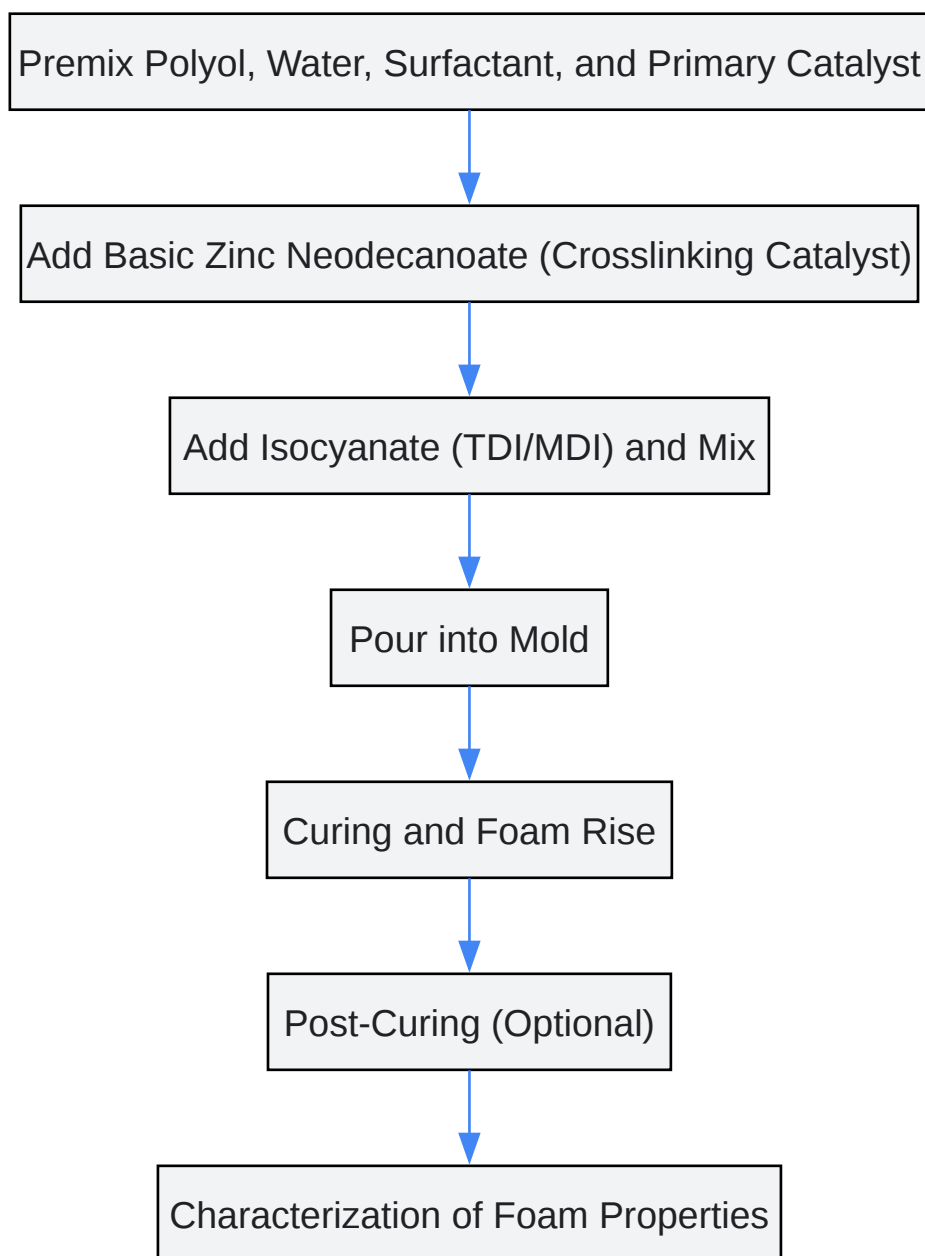 Premix Polyol, Water, Surfactant, and Primary Catalyst
Add Basic Zinc Neodecanoate (Crosslinking Catalyst)
Add Isocyanate (TDI/MDI) and Mix
Pour into Mold
Curing and Foam Rise
Post-Curing (Optional)
Characterization of Foam Properties